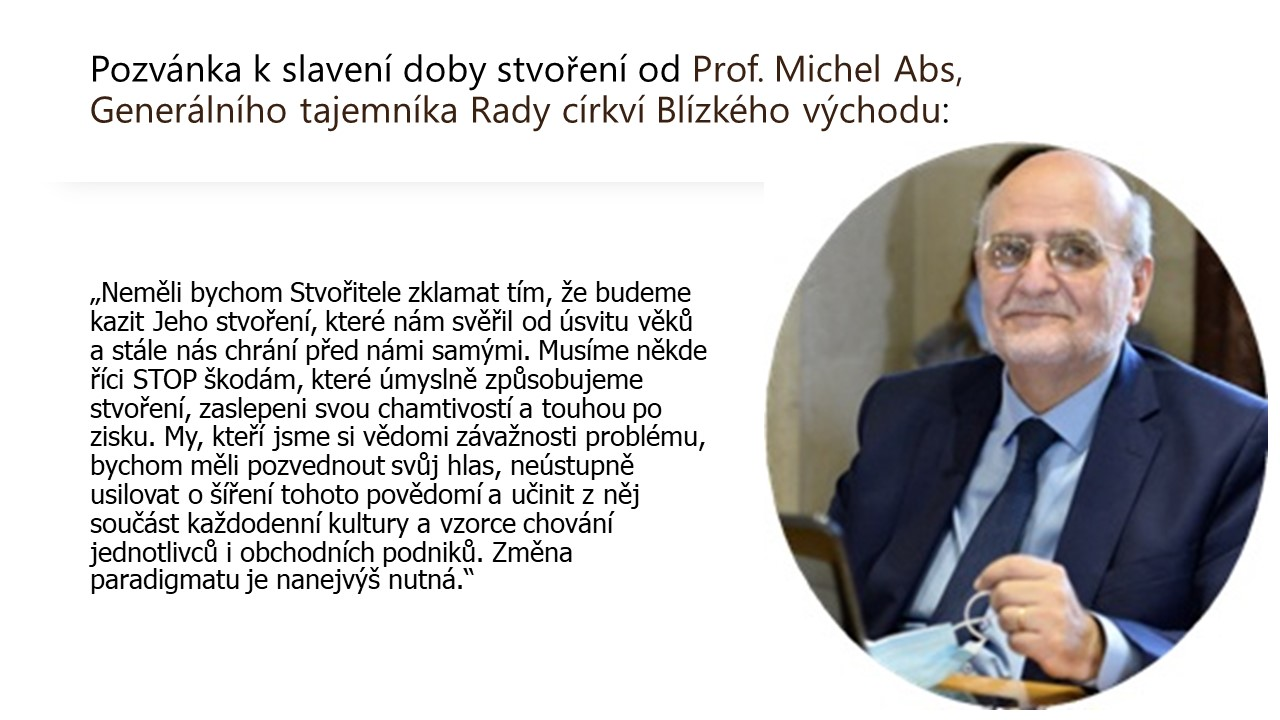 Pozvánka k slavení doby stvoření od Prof. Michel Abs,
Generálního tajemníka Rady církví Blízkého východu:
„Neměli bychom Stvořitele zklamat tím, že budeme
kazit Jeho stvoření, které nám svěřil od úsvitu věků
a stále nás chrání před námi samými. Musíme někde
říci STOP škodám, které úmyslně způsobujeme
stvoření, zaslepeni svou chamtivostí a touhou po
zisku. My, kteří jsme si vědomi závažnosti problému,
bychom měli pozvednout svůj hlas, neústupně
usilovat o šíření tohoto povědomí a učinit z něj
součást každodenní kultury a vzorce chování
jednotlivců i obchodních podniků. Změna
paradigmatu je nanejvýš nutná.“